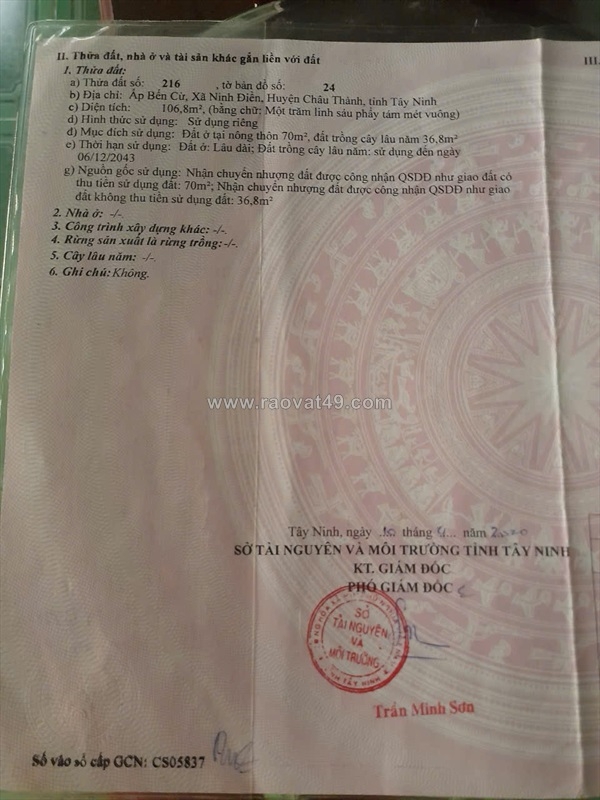 II. Thửa đất, nhà ở và tài sản khác gắn liền với đất
III.
1. Thửa đất:
a) Thửa đất số: 216 , tờ bản đồ số: 24
b) Địa chỉ: Ấp Bến Cừ, Xã Ninh Điền, Huyện Châu Thành, tỉnh Tây Ninh
c) Diện tích: 106,8m², (bằng chữ: Một trăm linh sáu phẩy tám mét vuông)
d) Hình thức sử dụng: Sử dụng riêng
đ) Mục đích sử dụng: Đất ở tại nông thôn 70m², đất trồng cây lâu năm 36,8m²
e) Thời hạn sử dụng: Đất ở: Lâu dài; Đất trồng cây lâu năm: sử dụng đến ngày
06/12/2043
g) Nguồn gốc sử dụng: Nhận chuyển nhượng đất được công nhận QSDĐ như giao đất có
thu tiền sử dụng đất: 70m²; Nhận chuyển nhượng đất được công nhận QSDĐ như giao
đất không thu tiền sử dụng đất: 36,8m²
2. Nhà ở: -/-
3. Công trình xây dựng khác: -/-.
4. Rừng sản xuất là rừng trồng:-/-.
5. Cây lâu năm: -/-
6. Ghi chú: Không.
www.raovat49.com
Tây Ninh, ngày tháng năm 2020
SỞ TÀI NGUYÊN VÀ MÔI TRƯỜNG TỈNH TÂY NINH
KT. GIÁM ĐỐC
PHÓ GIÁM ĐỐC
SỞ
TÀI NGUYÊN
VÀ
MÔI TRƯỜNG
Trần Minh Sơn
Số vào sổ cấp GCN: CS05837